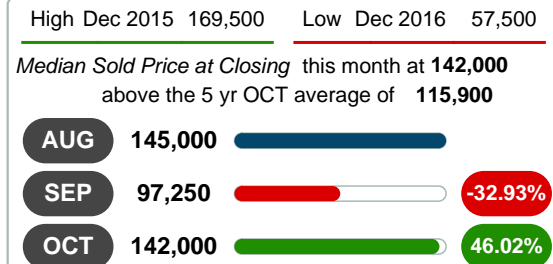 High Dec 2015 169,500 Low Dec 2016 57,500
Median Sold Price at Closing this month at 142,000
above the 5 yr OCT average of 115,900
AUG 145,000
SEP 97,250 -32.93%
OCT 142,000 46.02%